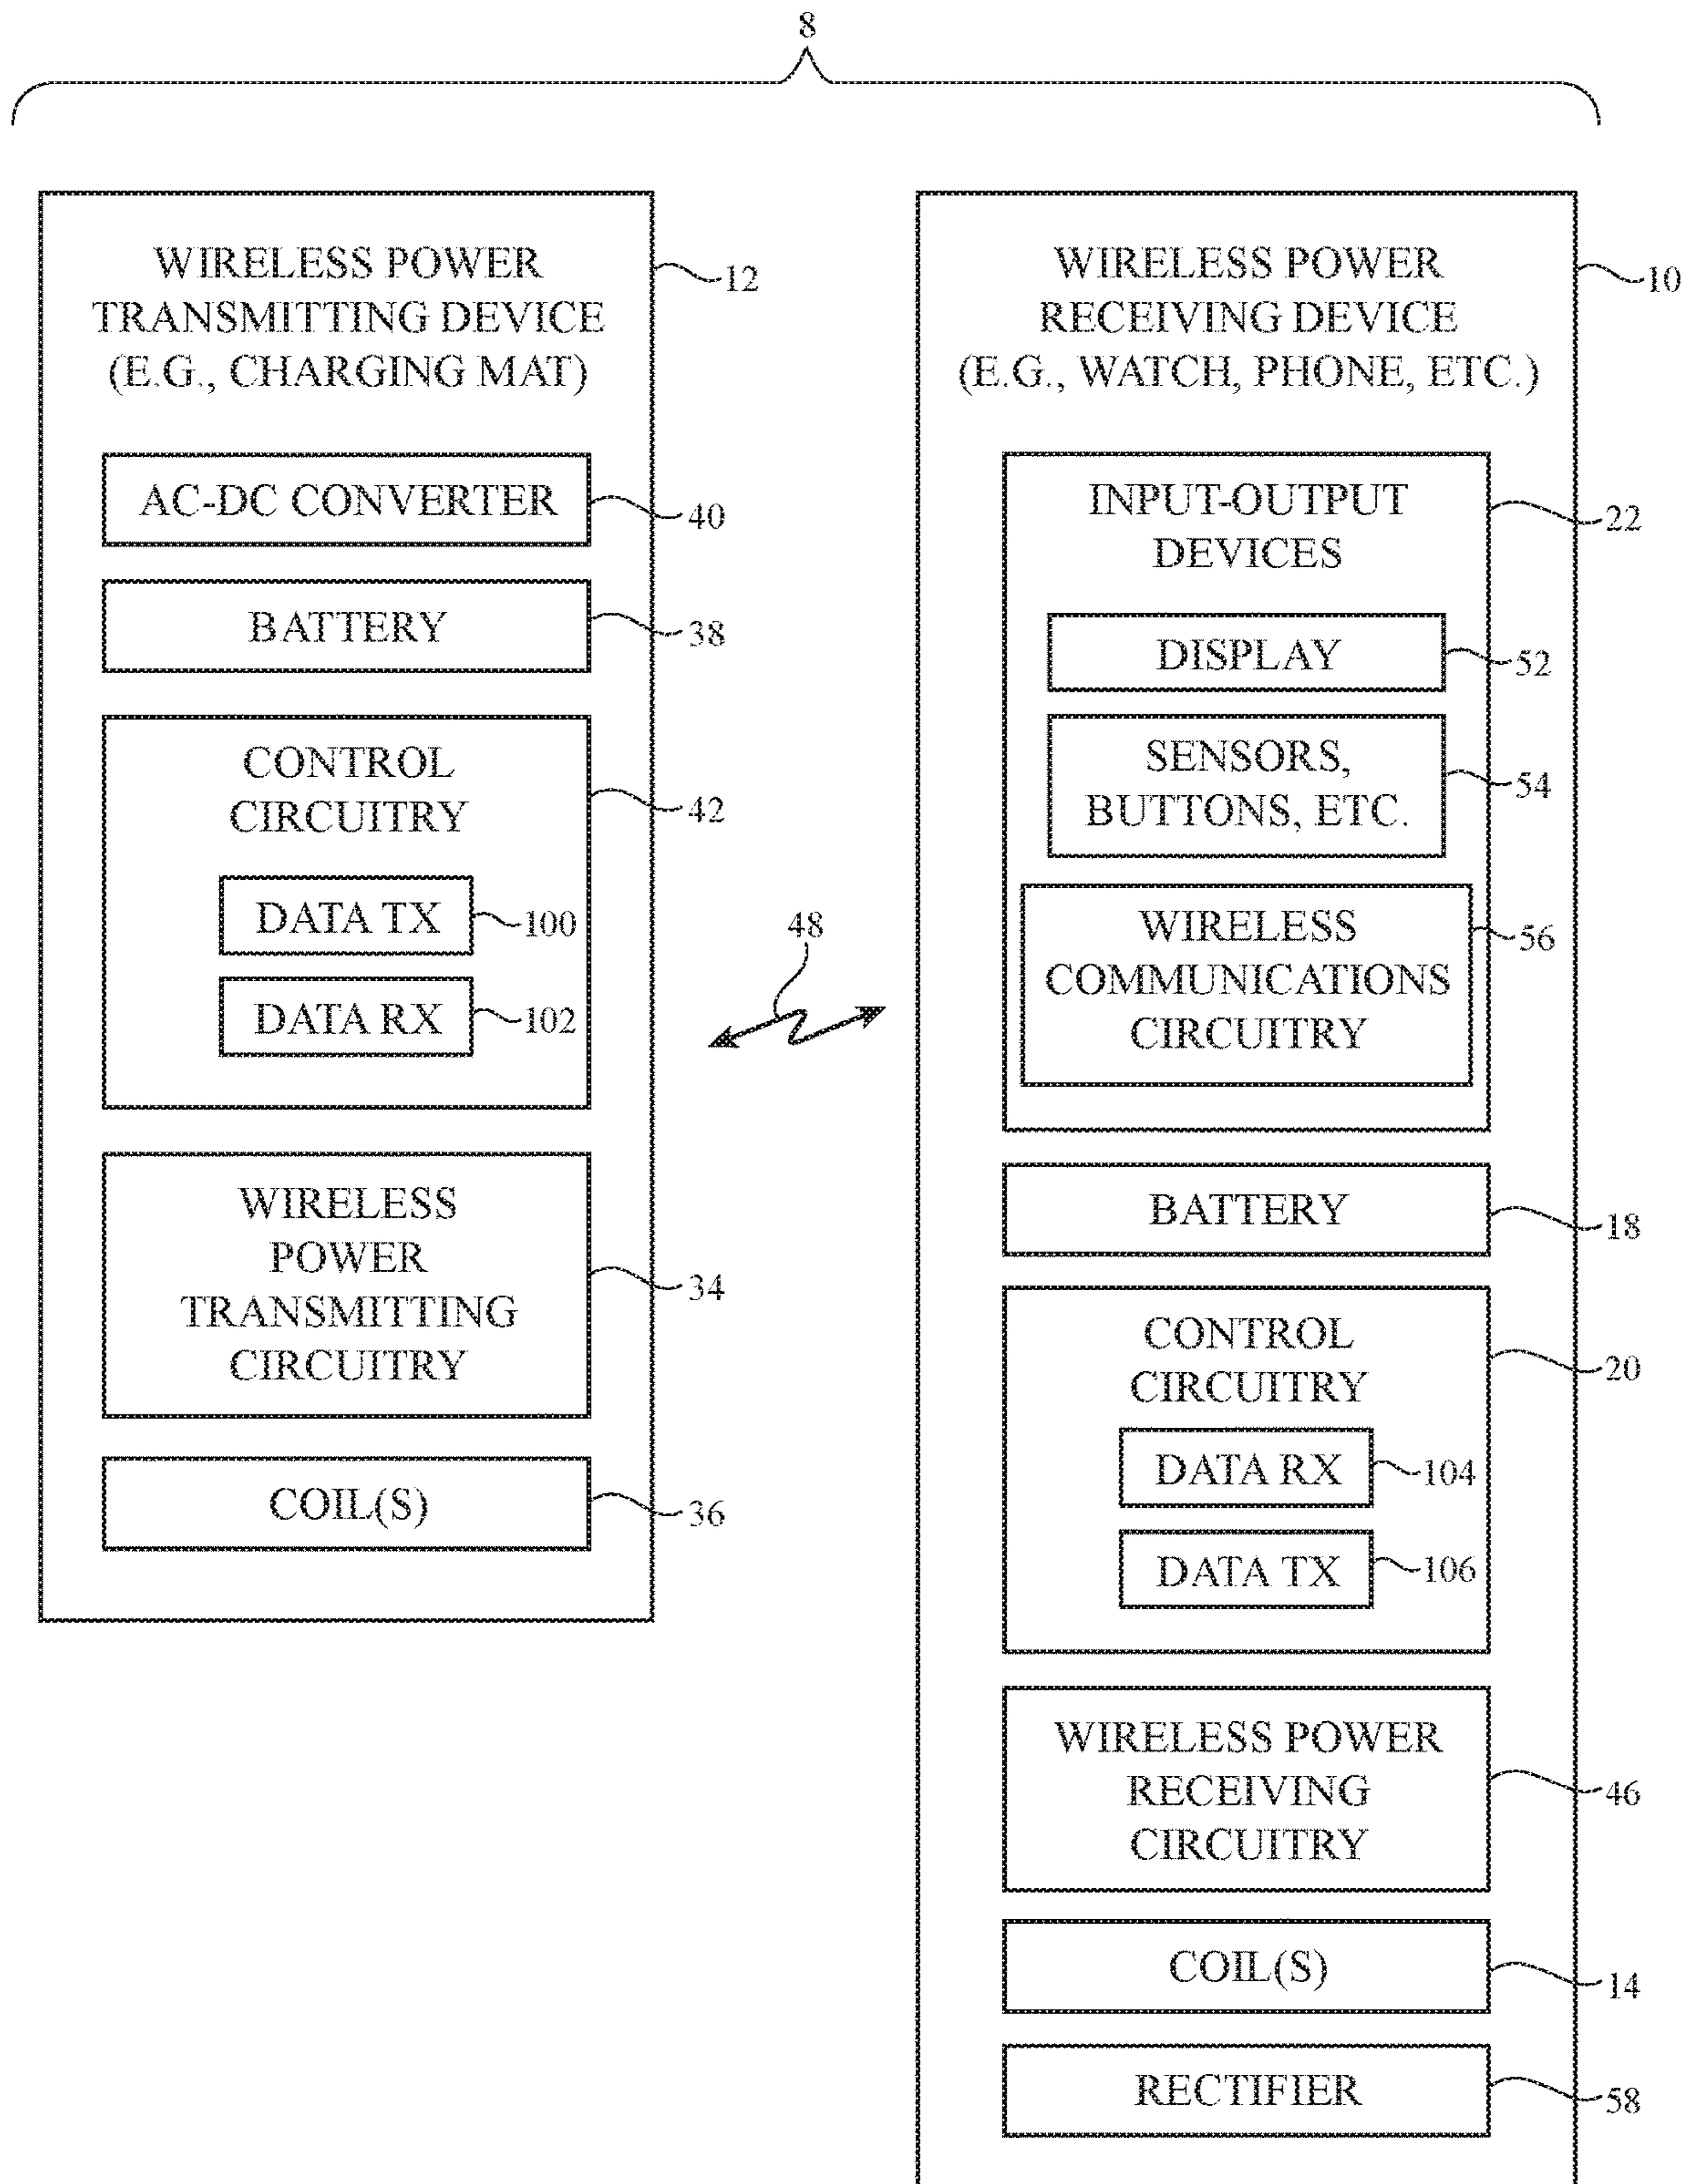 8
WIRELESS POWER
TRANSMITTING DEVICE
(E.G., CHARGING MAT)
12
AC-DC CONVERTER
40
BATTERY
38
CONTROL
CIRCUITRY
42
DATA TX
100
DATA RX
102
WIRELESS
POWER
TRANSMITTING
CIRCUITRY
34
COIL(S)
36
48
WIRELESS POWER
RECEIVING DEVICE
(E.G., WATCH, PHONE, ETC.)
10
INPUT-OUTPUT
DEVICES
22
DISPLAY
52
SENSORS,
BUTTONS, ETC.
54
WIRELESS
COMMUNICATIONS
CIRCUITRY
56
BATTERY
18
CONTROL
CIRCUITRY
20
DATA RX
104
DATA TX
106
WIRELESS POWER
RECEIVING
CIRCUITRY
46
COIL(S)
14
RECTIFIER
58